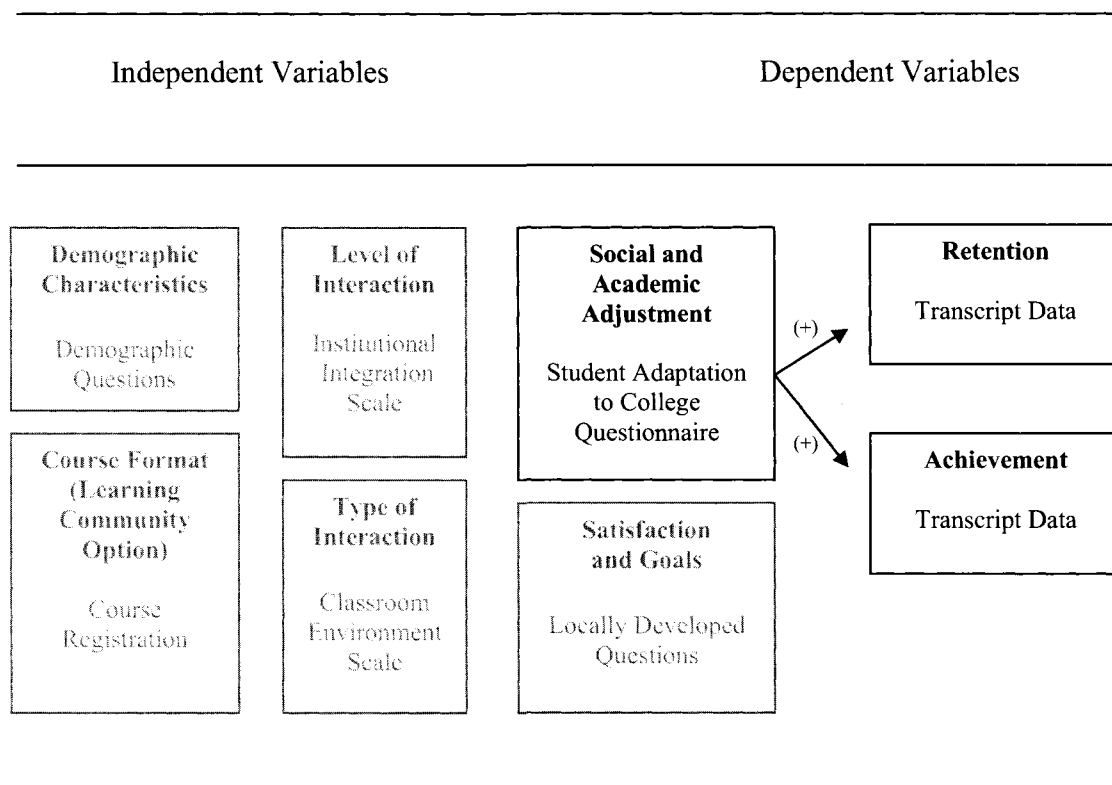 Independent Variables
Dependent Variables
Demographic
Characteristics
Demographic
Questions
Course Format
(Learning
Community
Option)
Course
Registration
Level of
Interaction
Institutional
Integration
Scale
Type of
Interaction
Classroom
Environment
Scale
Social and
Academic
Adjustment
Student Adaptation
to College
Questionnaire
Satisfaction
and Goals
Locally Developed
Questions
(+)
(+)
Retention
Transcript Data
Achievement
Transcript Data